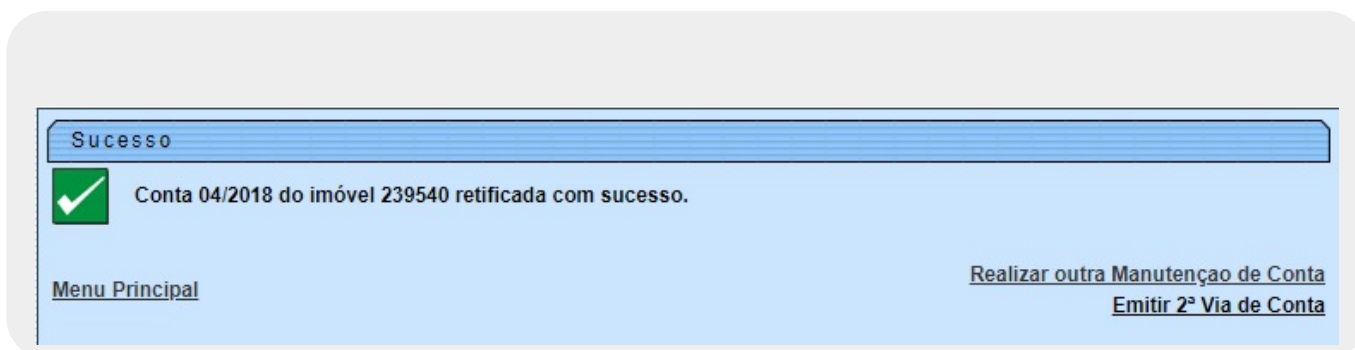 Sucesso
Conta 04/2018 do imóvel 239540 retificada com sucesso.
Realizar outra Manutençao de Conta
Menu Principal
Emitir 2ª Via de Conta